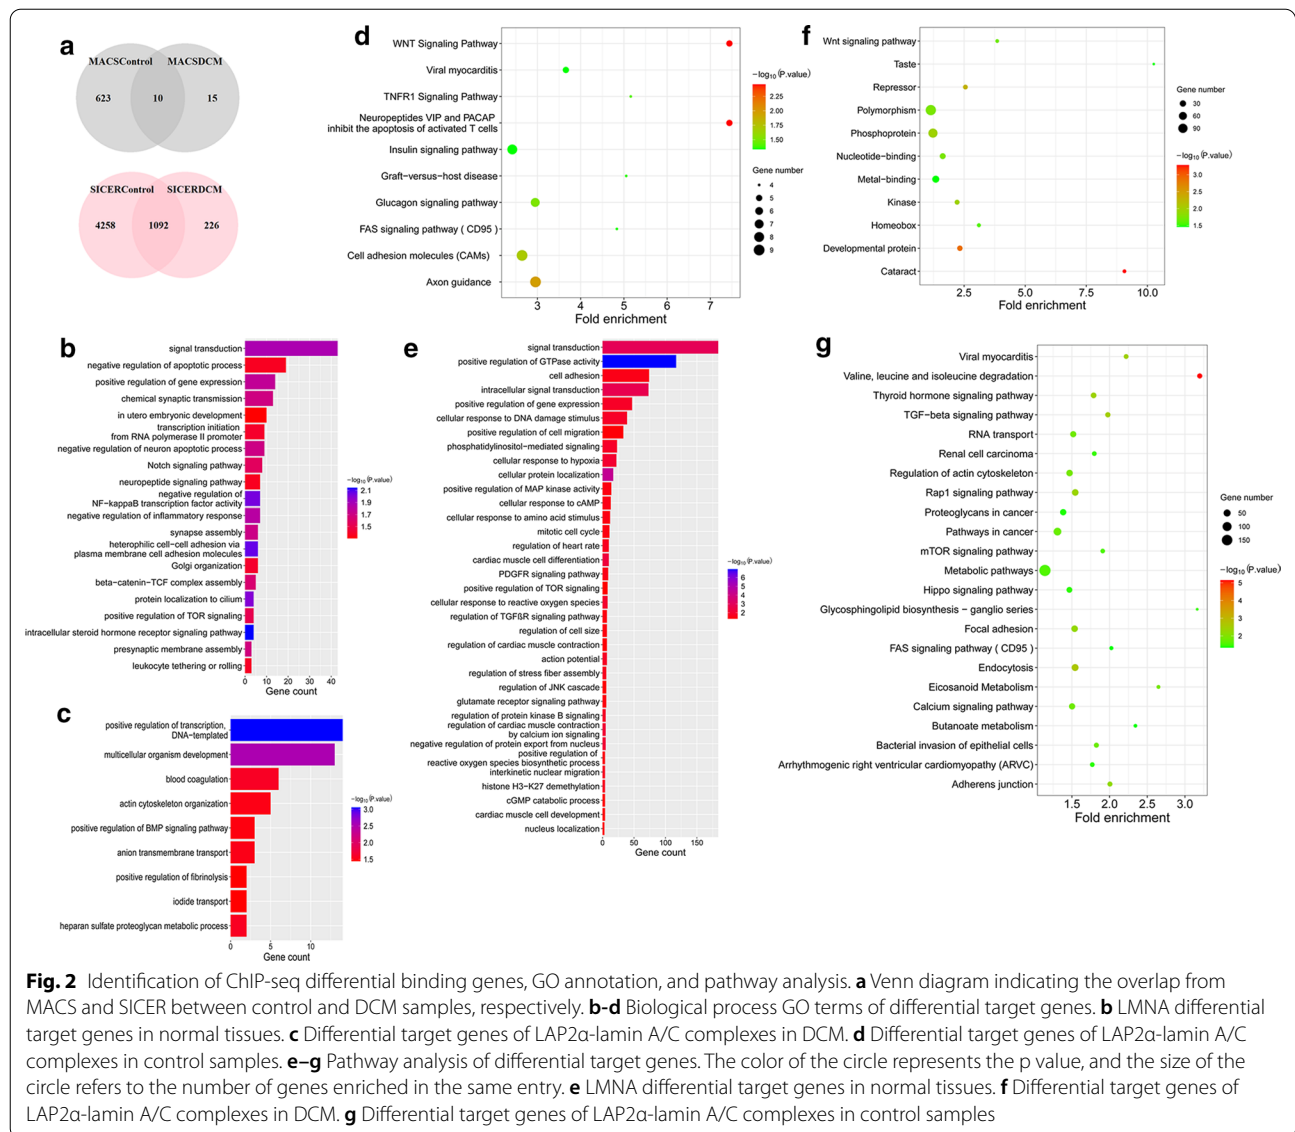 a
MACSControl MACSDCM
623 10 15
SICERControl SICERDCM
4258 1092 226
d
WNT Signaling Pathway
Viral myocarditis
TNFR1 Signaling Pathway
Neuropeptides VIP and PACAP
inhibit the apoptosis of activated T cells
Insulin signaling pathway
Graft−versus−host disease
Glucagon signaling pathway
FAS signaling pathway ( CD95 )
Cell adhesion molecules (CAMs)
Axon guidance
3 4 5 6 7
Fold enrichment
−log10 (P.value)
2.25
2.00
1.75
1.50
Gene number
4
5
6
7
8
9
f
Wnt signaling pathway
Taste
Repressor
Polymorphism
Phosphoprotein
Nucleotide-binding
Metal-binding
Kinase
Homeobox
Developmental protein
Cataract
2.5 5.0 7.5 10.0
Fold enrichment
Gene number
30
60
90
−log10 (P.value)
3.0
2.5
2.0
1.5
b
signal transduction
negative regulation of apoptotic process
positive regulation of gene expression
chemical synaptic transmission
in utero embryonic development
transcription initiation
from RNA polymerase II promoter
negative regulation of neuron apoptotic process
Notch signaling pathway
neuropeptide signaling pathway
negative regulation of
NF−kappaB transcription factor activity
negative regulation of inflammatory response
synapse assembly
heterophilic cell−cell adhesion via
plasma membrane cell adhesion molecules
Golgi organization
beta−catenin−TCF complex assembly
protein localization to cilium
positive regulation of TOR signaling
intracellular steroid hormone receptor signaling pathway
presynaptic membrane assembly
leukocyte tethering or rolling
0 10 20 30 40
Gene count
−log10 (P.value)
2.1
1.9
1.7
1.5
c
positive regulation of transcription,
DNA−templated
multicellular organism development
blood coagulation
actin cytoskeleton organization
positive regulation of BMP signaling pathway
anion transmembrane transport
positive regulation of fibrinolysis
iodide transport
heparan sulfate proteoglycan metabolic process
0 5 10
Gene count
−log10 (P.value)
3.0
2.5
2.0
1.5
e
signal transduction
positive regulation of GTPase activity
cell adhesion
intracellular signal transduction
positive regulation of gene expression
cellular response to DNA damage stimulus
positive regulation of cell migration
phosphatidylinositol−mediated signaling
cellular response to hypoxia
cellular protein localization
positive regulation of MAP kinase activity
cellular response to cAMP
cellular response to amino acid stimulus
mitotic cell cycle
regulation of heart rate
cardiac muscle cell differentiation
PDGFR signaling pathway
positive regulation of TOR signaling
cellular response to reactive oxygen species
regulation of TGFßR signaling pathway
regulation of cell size
regulation of cardiac muscle contraction
action potential
regulation of stress fiber assembly
regulation of JNK cascade
glutamate receptor signaling pathway
regulation of protein kinase B signaling
regulation of cardiac muscle contraction
by calcium ion signaling
negative regulation of protein export from nucleus
positive regulation of
reactive oxygen species biosynthetic process
interkinetic nuclear migration
histone H3−K27 demethylation
cGMP catabolic process
cardiac muscle cell development
nucleus localization
0 50 100 150
Gene count
−log10 (P.value)
6
5
4
3
2
g
Viral myocarditis
Valine, leucine and isoleucine degradation
Thyroid hormone signaling pathway
TGF−beta signaling pathway
RNA transport
Renal cell carcinoma
Regulation of actin cytoskeleton
Rap1 signaling pathway
Proteoglycans in cancer
Pathways in cancer
mTOR signaling pathway
Metabolic pathways
Hippo signaling pathway
Glycosphingolipid biosynthesis − ganglio series
Focal adhesion
FAS signaling pathway ( CD95 )
Endocytosis
Eicosanoid Metabolism
Calcium signaling pathway
Butanoate metabolism
Bacterial invasion of epithelial cells
Arrhythmogenic right ventricular cardiomyopathy (ARVC)
Adherens junction
1.5 2.0 2.5 3.0
Fold enrichment
Gene number
50
100
150
−log10 (P.value)
5
4
3
2
Fig. 2 Identification of ChIP-seq differential binding genes, GO annotation, and pathway analysis. a Venn diagram indicating the overlap from
MACS and SICER between control and DCM samples, respectively. b-d Biological process GO terms of differential target genes. b LMNA differential
target genes in normal tissues. c Differential target genes of LAP2α-lamin A/C complexes in DCM. d Differential target genes of LAP2α-lamin A/C
complexes in control samples. e–g Pathway analysis of differential target genes. The color of the circle represents the p value, and the size of the
circle refers to the number of genes enriched in the same entry. e LMNA differential target genes in normal tissues. f Differential target genes of
LAP2α-lamin A/C complexes in DCM. g Differential target genes of LAP2α-lamin A/C complexes in control samples